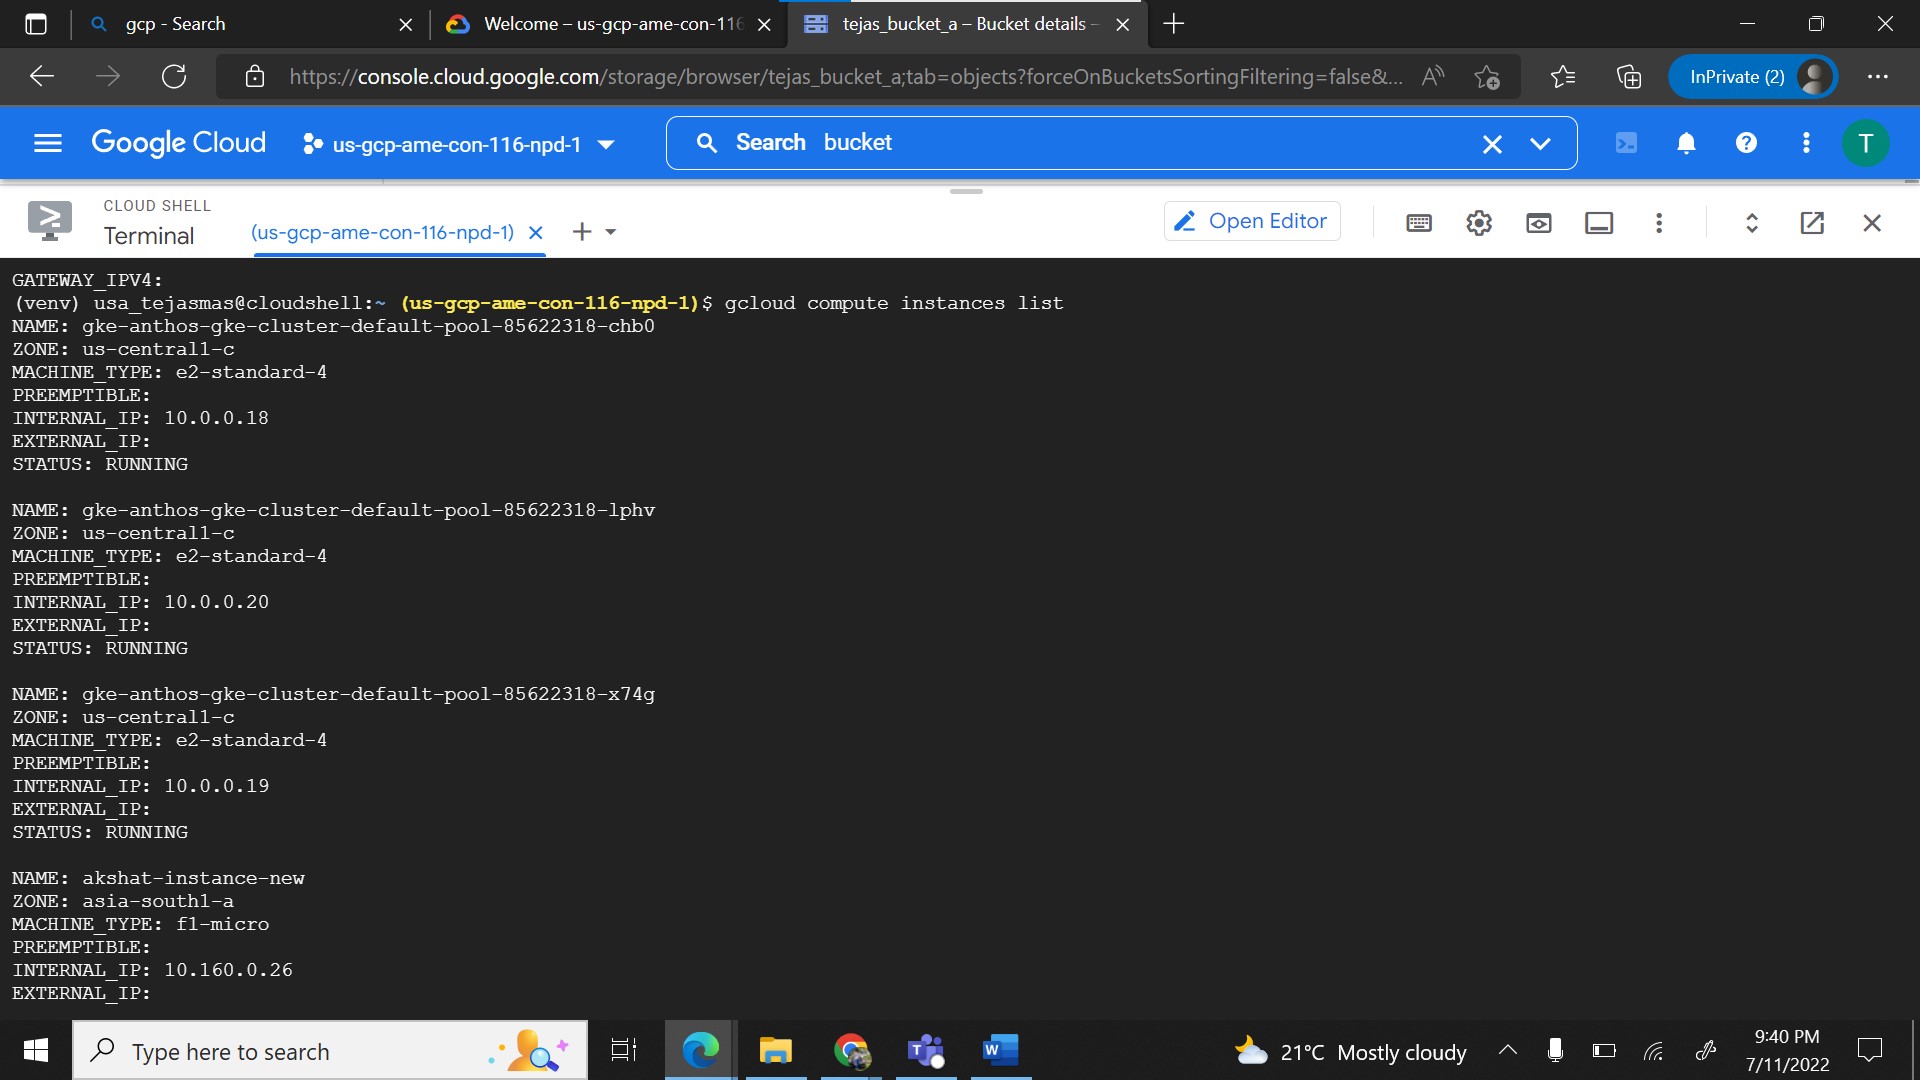 gcp - Search
Welcome – us-gcp-ame-con-116
tejas_bucket_a – Bucket details –
https://console.cloud.google.com/storage/browser/tejas_bucket_a;tab=objects?forceOnBucketsSortingFiltering=false&...
InPrivate (2)
Google Cloud
us-gcp-ame-con-116-npd-1
Search bucket
T
CLOUD SHELL
Terminal
(us-gcp-ame-con-116-npd-1)
Open Editor
GATEWAY_IPV4:
(venv) usa_tejasmas@cloudshell:~ (us-gcp-ame-con-116-npd-1)$ gcloud compute instances list
NAME: gke-anthos-gke-cluster-default-pool-85622318-chb0
ZONE: us-central1-c
MACHINE_TYPE: e2-standard-4
PREEMPTIBLE:
INTERNAL_IP: 10.0.0.18
EXTERNAL_IP:
STATUS: RUNNING
NAME: gke-anthos-gke-cluster-default-pool-85622318-lphv
ZONE: us-central1-c
MACHINE_TYPE: e2-standard-4
PREEMPTIBLE:
INTERNAL_IP: 10.0.0.20
EXTERNAL_IP:
STATUS: RUNNING
NAME: gke-anthos-gke-cluster-default-pool-85622318-x74g
ZONE: us-central1-c
MACHINE_TYPE: e2-standard-4
PREEMPTIBLE:
INTERNAL_IP: 10.0.0.19
EXTERNAL_IP:
STATUS: RUNNING
NAME: akshat-instance-new
ZONE: asia-south1-a
MACHINE_TYPE: f1-micro
PREEMPTIBLE:
INTERNAL_IP: 10.160.0.26
EXTERNAL_IP:
Type here to search
21°C Mostly cloudy
9:40 PM
7/11/2022